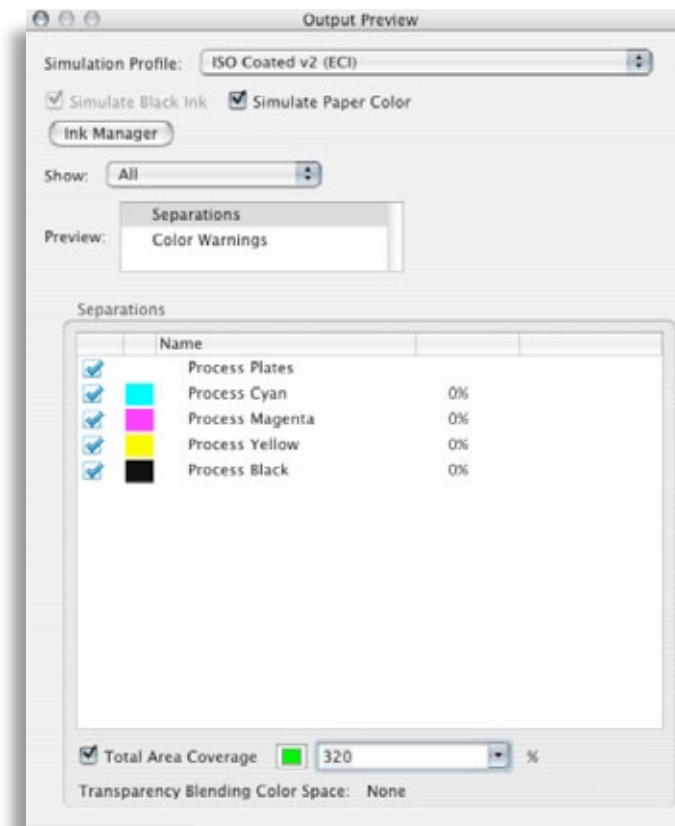 Output Preview
Simulation Profile: ISO Coated v2 (ECI)
Simulate Black Ink Simulate Paper Color
Ink Manager
Show: All
Separations
Preview: Color Warnings
Separations
Name
Process Plates
Process Cyan 0%
Process Magenta 0%
Process Yellow 0%
Process Black 0%
Total Area Coverage 320 %
Transparency Blending Color Space: None